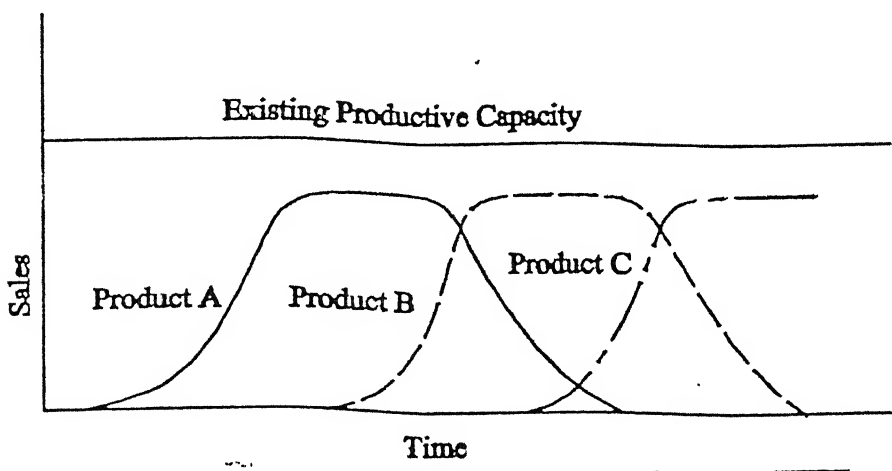 Existing Productive Capacity
Sales
Product A
Product B
Product C
Time